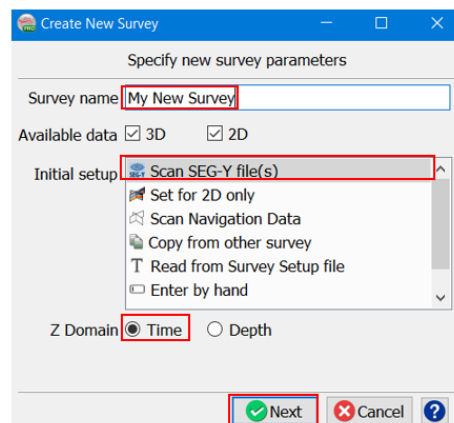 Create New Survey
Specify new survey parameters
Survey name My New Survey
Available data 3D 2D
Initial setup Scan SEG-Y file(s)
Set for 2D only
Scan Navigation Data
Copy from other survey
T Read from Survey Setup file
Enter by hand
Z Domain Time Depth
Next Cancel ?